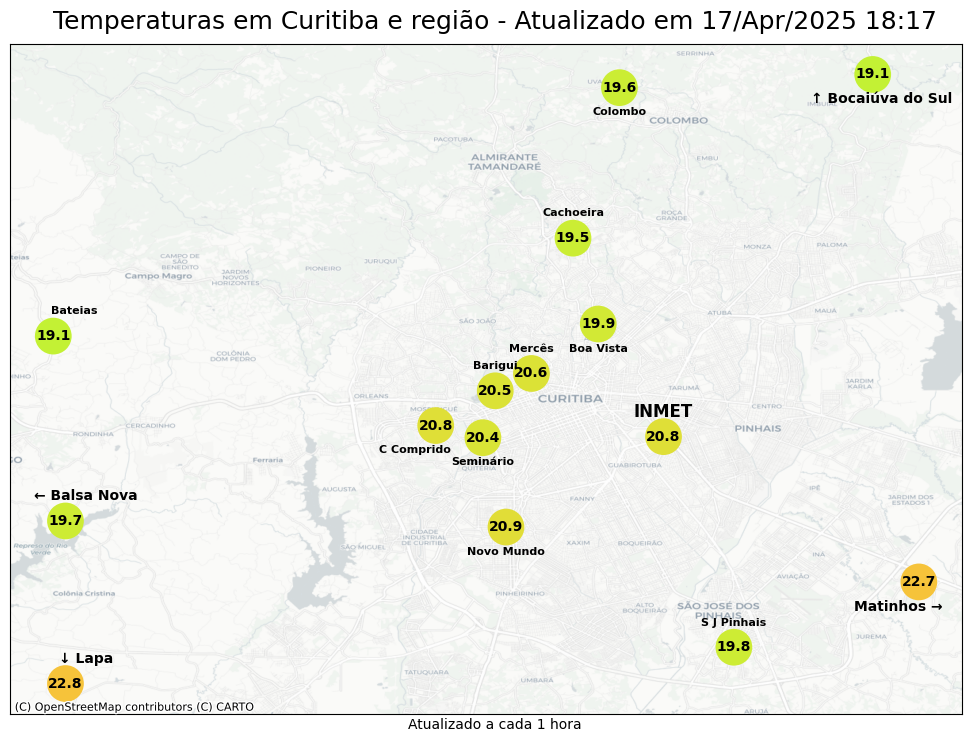 Temperaturas em Curitiba e região - Atualizado em 17/Apr/2025 18:17
SERRINHA
19.1
UVA
19.6
↑ Bocaiúva do Sul
Colombo
COLOMBO
PACOTUBA
ALMIRANTE
TAMANDARÉ
EMBU
Cachoeira
ROÇA
GRANDE
19.5
MONZA
PALOMA
CAMPO DE
SÃO
BENEDITO
JURUQUI
PIONEIRO
Campo Magro
JARDIM
NOVOS
HORIZONTES
Bateias
19.1
SÃO JOÃO
ATUBA
MAUÁ
19.9
Boa Vista
Mercês
20.6
COLÔNIA
DOM PEDRO
Barigui
20.5
ORLEANS
CURITIBA
TARUMÃ
JARDIM
KARLA
CENTRO
INMET
20.8
PINHAIS
20.8
C Comprido
20.4
Seminário
CERCADINHO
RONDINHA
Ferraria
GUABIROTUBA
AUGUSTA
IPÊ
← Balsa Nova
19.7
FANNY
JARDIM DOS
ESTADOS I
20.9
Novo Mundo
CIDADE
INDUSTRIAL
DE CURITIBA
SÃO MIGUEL
XAXIM
BOQUEIRÃO
INÁ
Represa do Rio
Verde
AVIAÇÃO
22.7
Matinhos →
Colônia Cristina
PINHEIRINHO
ALTO
BOQUEIRÃO
SÃO JOSÉ DOS
PINHAIS
S J Pinhais
19.8
JUREMA
↓ Lapa
22.8
TATUQUARA
UMBARÁ
(C) OpenStreetMap contributors (C) CARTO
Atualizado a cada 1 hora